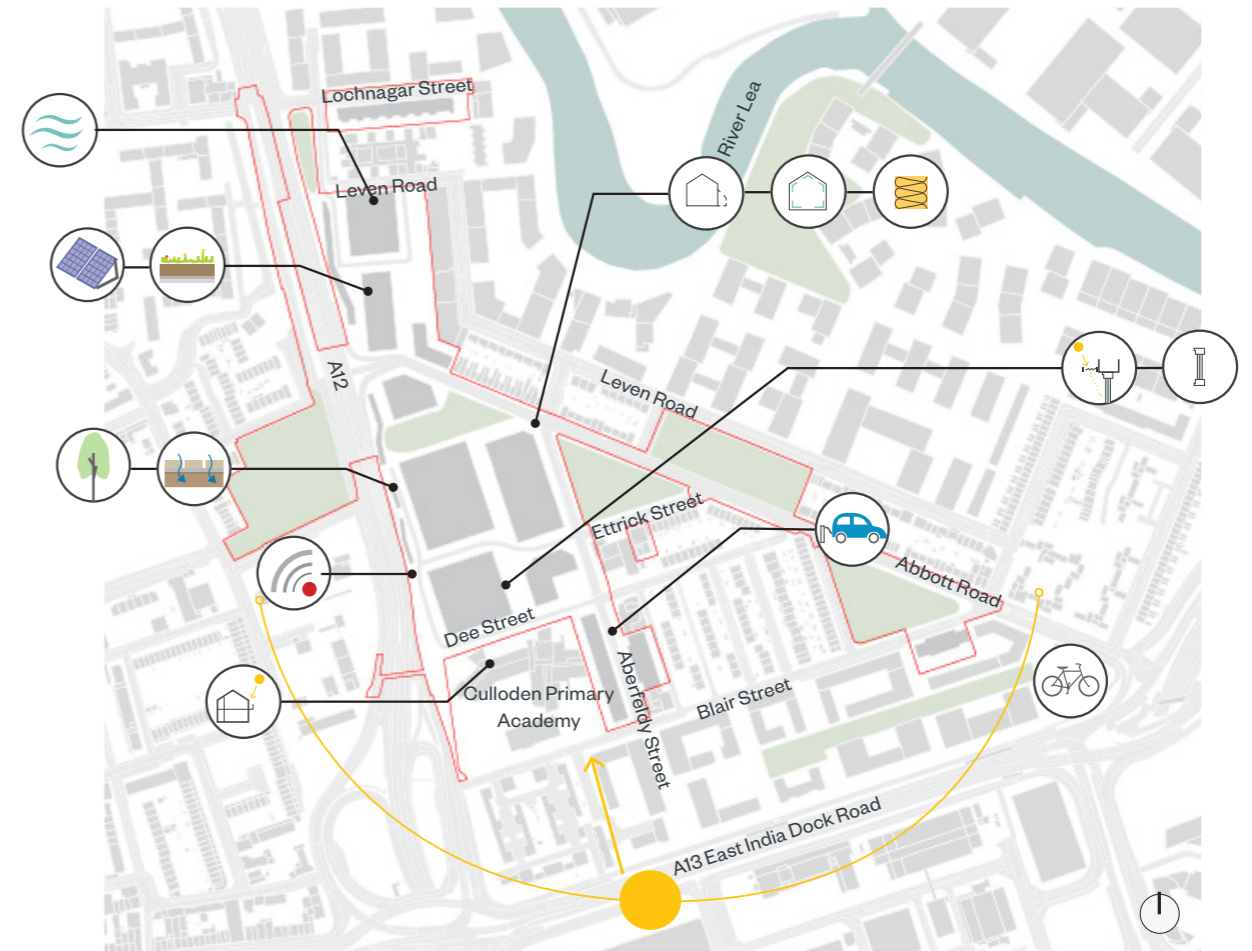 Lochnagar Street
River Lea
Leven Road
A12
Leven Road
Ettrick Street
Abbott Road
Dee Street
Culloden Primary
Academy
Aberfeldy Street
Blair Street
A13 East India Dock Road